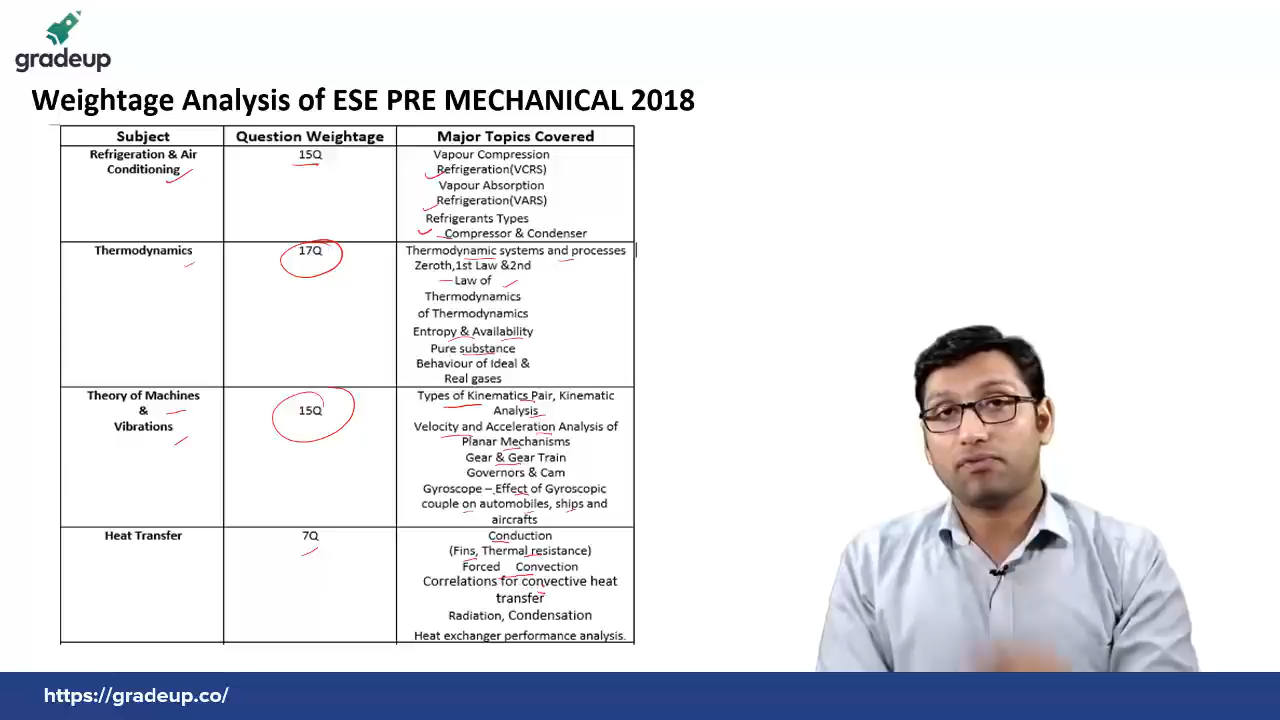 gradeup
Weightage Analysis of ESE PRE MECHANICAL 2018
Subject
Question Weightage
Major Topics Covered
Refrigeration & Air
Conditioning
15Q
Vapour Compression
Refrigeration(VCRS)
Vapour Absorption
Refrigeration(VARS)
Refrigerants Types
Compressor & Condenser
Thermodynamics
17Q
Thermodynamic systems and processes
Zeroth,1st Law &2nd
Law of
Thermodynamics
of Thermodynamics
Entropy & Availability
Pure substance
Behaviour of Ideal &
Real gases
Theory of Machines
&
Vibrations
15Q
Types of Kinematics Pair, Kinematic
Analysis
Velocity and Acceleration Analysis of
Planar Mechanisms
Gear & Gear Train
Governors & Cam
Gyroscope – Effect of Gyroscopic
couple on automobiles, ships and
aircrafts
Heat Transfer
7Q
Conduction
(Fins, Thermal resistance)
Forced Convection
Correlations for convective heat
transfer
Radiation, Condensation
Heat exchanger performance analysis.
https://gradeup.co/